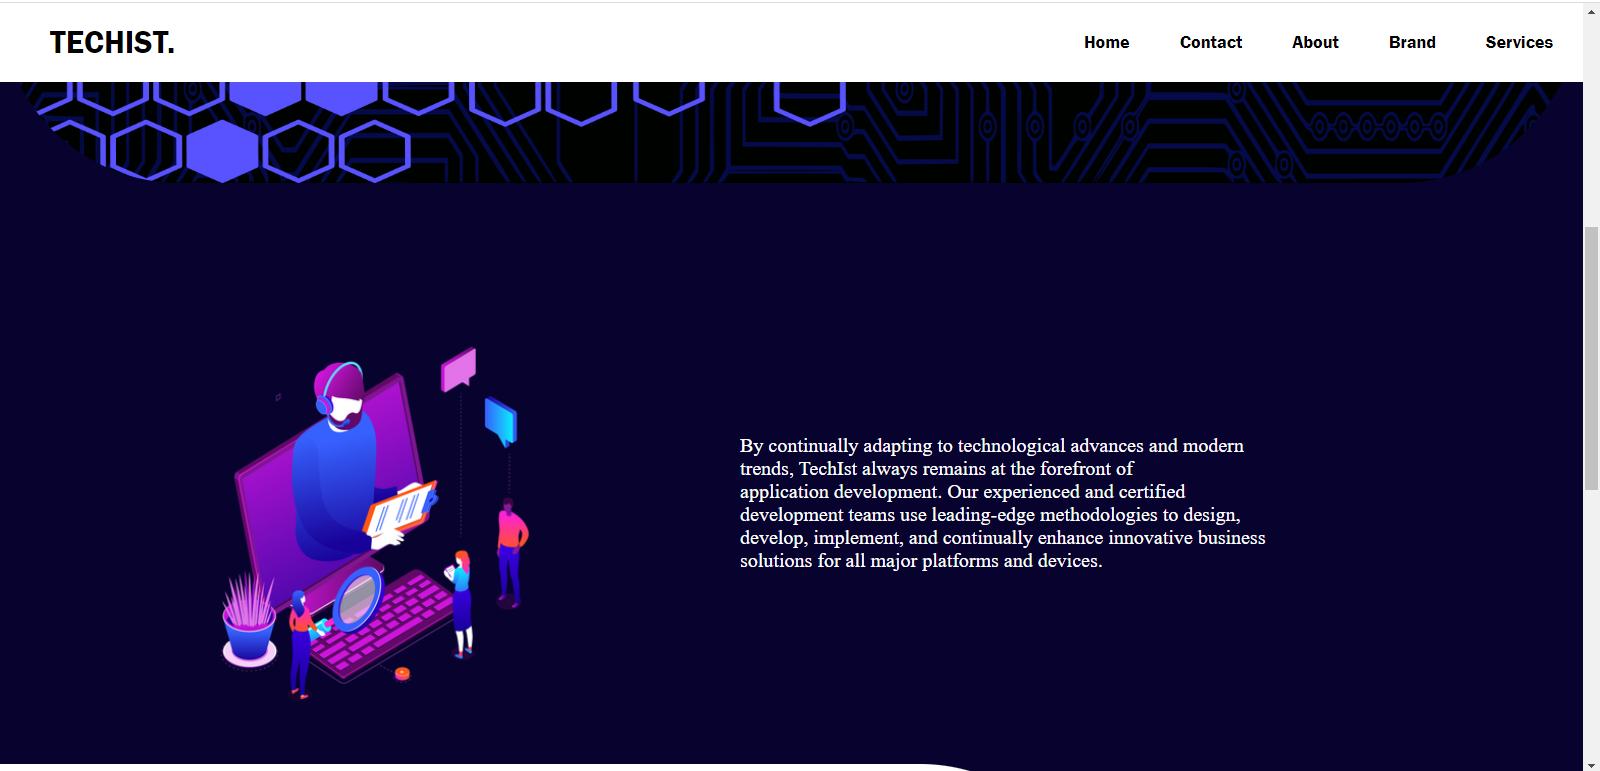 TECHIST.
Home Contact About Brand Services
By continually adapting to technological advances and modern
trends, TechIst always remains at the forefront of
application development. Our experienced and certified
development teams use leading-edge methodologies to design,
develop, implement, and continually enhance innovative business
solutions for all major platforms and devices.